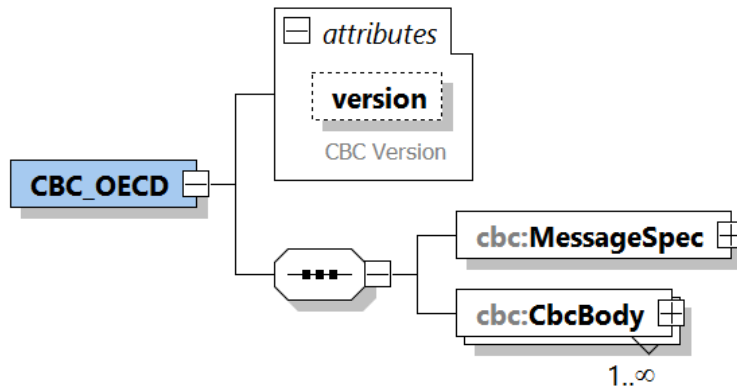 attributes
version
CBC Version
CBC_OECD
cbc:MessageSpec
cbc:CbcBody
1..∞